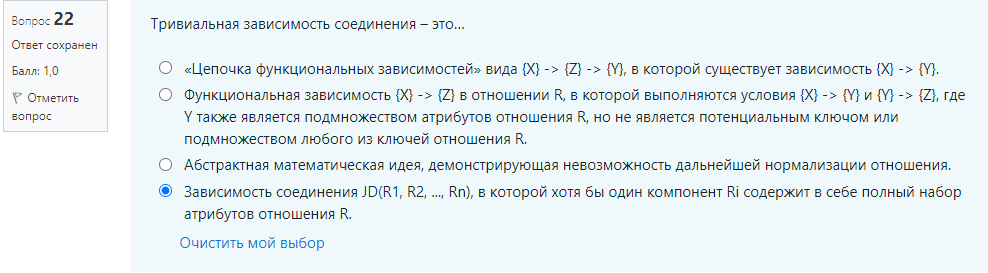 Вопрос 22
Ответ сохранен
Балл: 1,0
Отметить
вопрос
Тривиальная зависимость соединения – это...
«Цепочка функциональных зависимостей» вида {X} -> {Z} -> {Y}, в которой существует зависимость {X} -> {Y}.
Функциональная зависимость {X} -> {Z} в отношении R, в которой выполняются условия {X} -> {Y} и {Y} -> {Z}, где
Y также является подмножеством атрибутов отношения R, но не является потенциальным ключом или
подмножеством любого из ключей отношения R.
Абстрактная математическая идея, демонстрирующая невозможность дальнейшей нормализации отношения.
Зависимость соединения JD(R1, R2, ..., Rn), в которой хотя бы один компонент Ri содержит в себе полный набор
атрибутов отношения R.
Очистить мой выбор